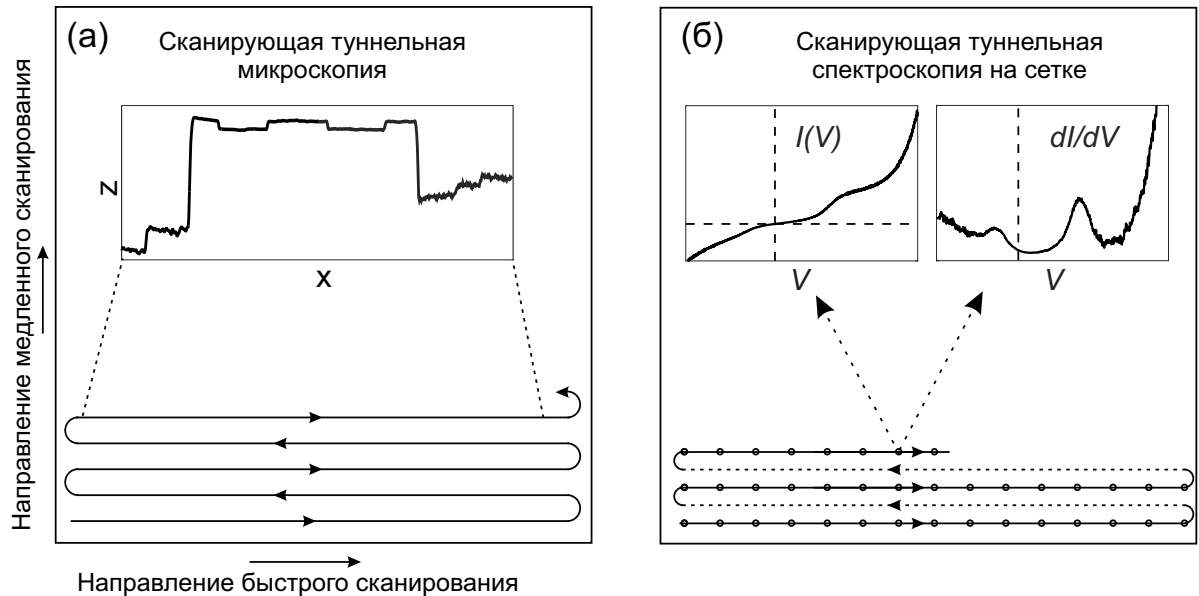 (а)
Сканирующая туннельная
микроскопия
Z
X
Направление медленного сканирования
Направление быстрого сканирования
(б)
Сканирующая туннельная
спектроскопия на сетке
I(V)
V
dI/dV
V